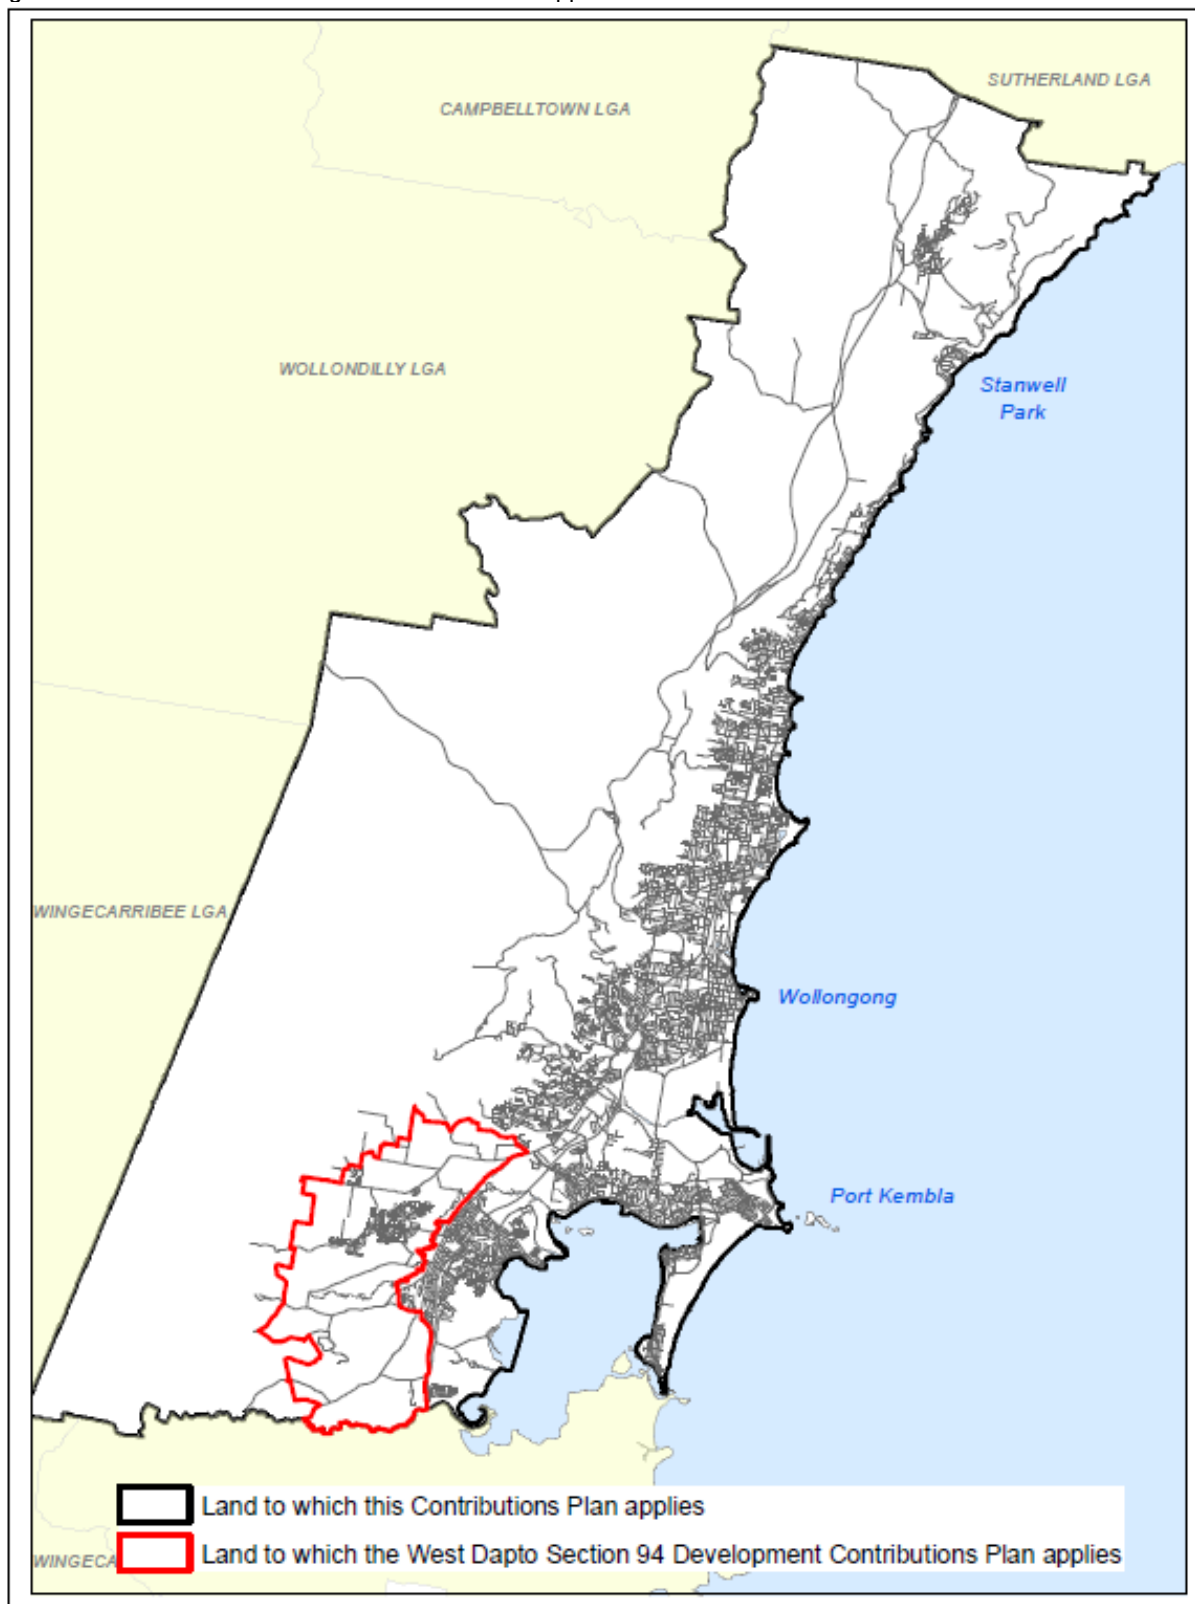 SUTHERLAND LGA
CAMPBELLTOWN LGA
WOLLONDILLY LGA
Stanwell
Park
WINGECARRIBEE LGA
Wollongong
Port Kembla
Land to which this Contributions Plan applies
WINGECA
Land to which the West Dapto Section 94 Development Contributions Plan applies